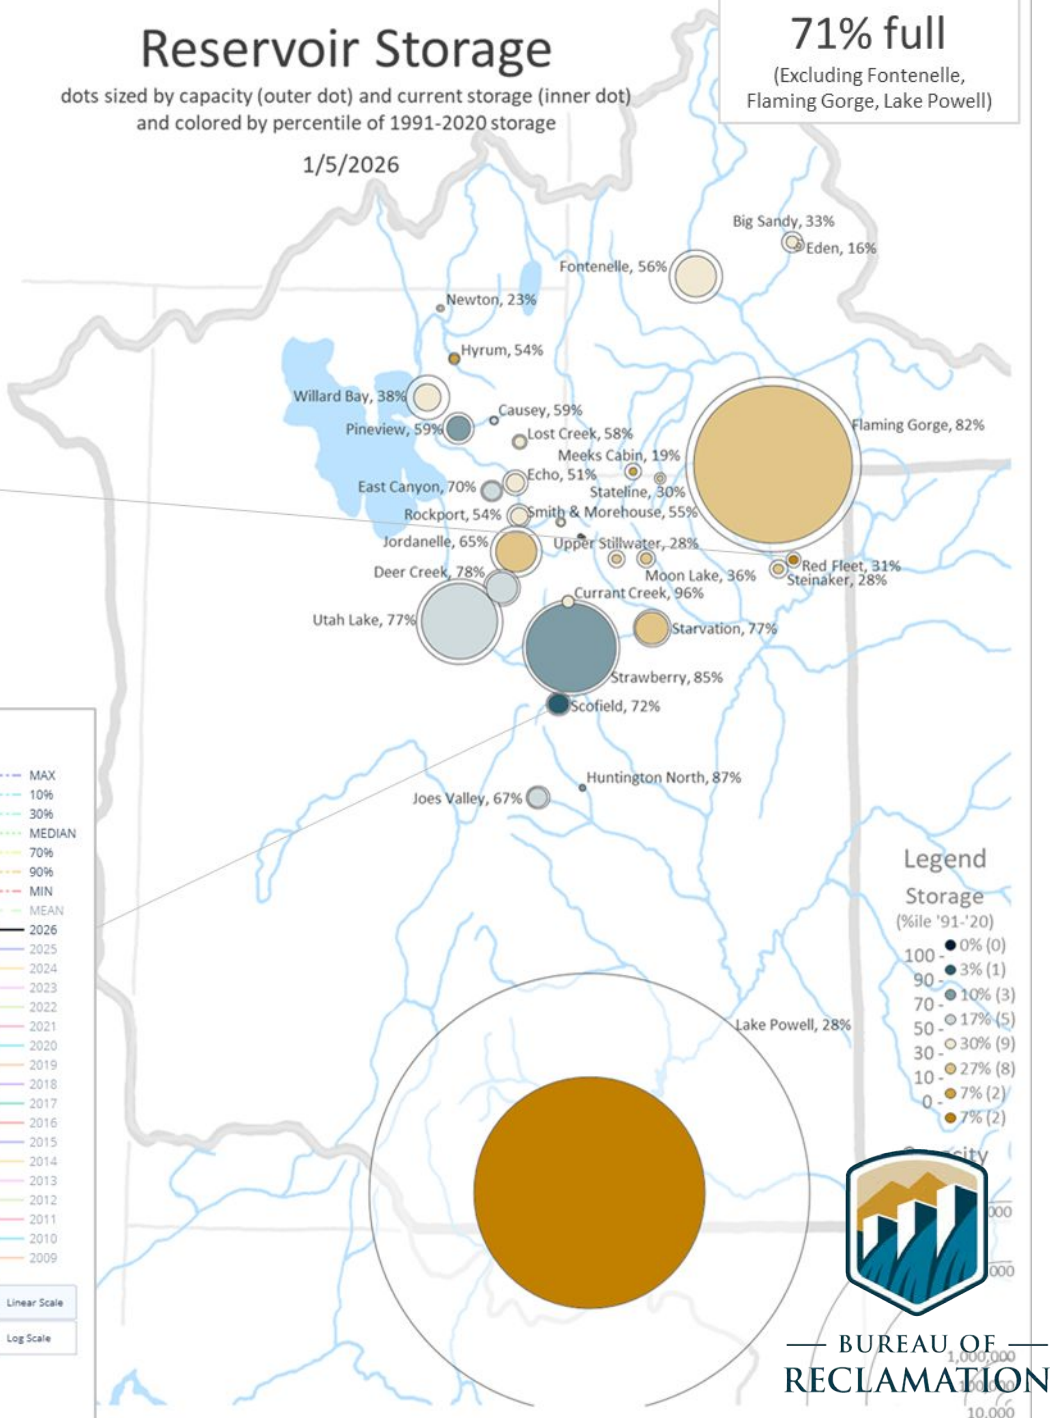 Reservoir Storage
dots sized by capacity (outer dot) and current storage (inner dot)
and colored by percentile of 1991-2020 storage
1/5/2026
71% full
(Excluding Fontenelle,
Flaming Gorge, Lake Powell)
Big Sandy, 33%
Eden, 16%
Fontenelle, 56%
Newton, 23%
Hyrum, 54%
Willard Bay, 38%
Causey, 59%
Pineview, 59%
Lost Creek, 58%
Flaming Gorge, 82%
Meeks Cabin, 19%
Echo, 51%
East Canyon, 70%
Stateline, 30%
Rockport, 54%
Smith & Morehouse, 55%
Jordanelle, 65%
Upper Stillwater, 28%
Red Fleet, 31%
Deer Creek, 78%
Moon Lake, 36%
Steinaker, 28%
Currant Creek, 96%
Utah Lake, 77%
Starvation, 77%
Strawberry, 85%
Scofield, 72%
Huntington North, 87%
Joes Valley, 67%
Lake Powell, 28%
MAX
10%
30%
MEDIAN
70%
90%
MIN
MEAN
2026
2025
2024
2023
2022
2021
2020
2019
2018
2017
2016
2015
2014
2013
2012
2011
2010
2009
Linear Scale
Log Scale
Legend
Storage
(%ile '91-'20)
0% (0)
100 -
3% (1)
90 -
10% (3)
70 -
17% (5)
50 -
30% (9)
30 -
27% (8)
10 -
7% (2)
0 -
7% (2)
000
000
BUREAU OF
1,000,000
RECLAMATION
10,000